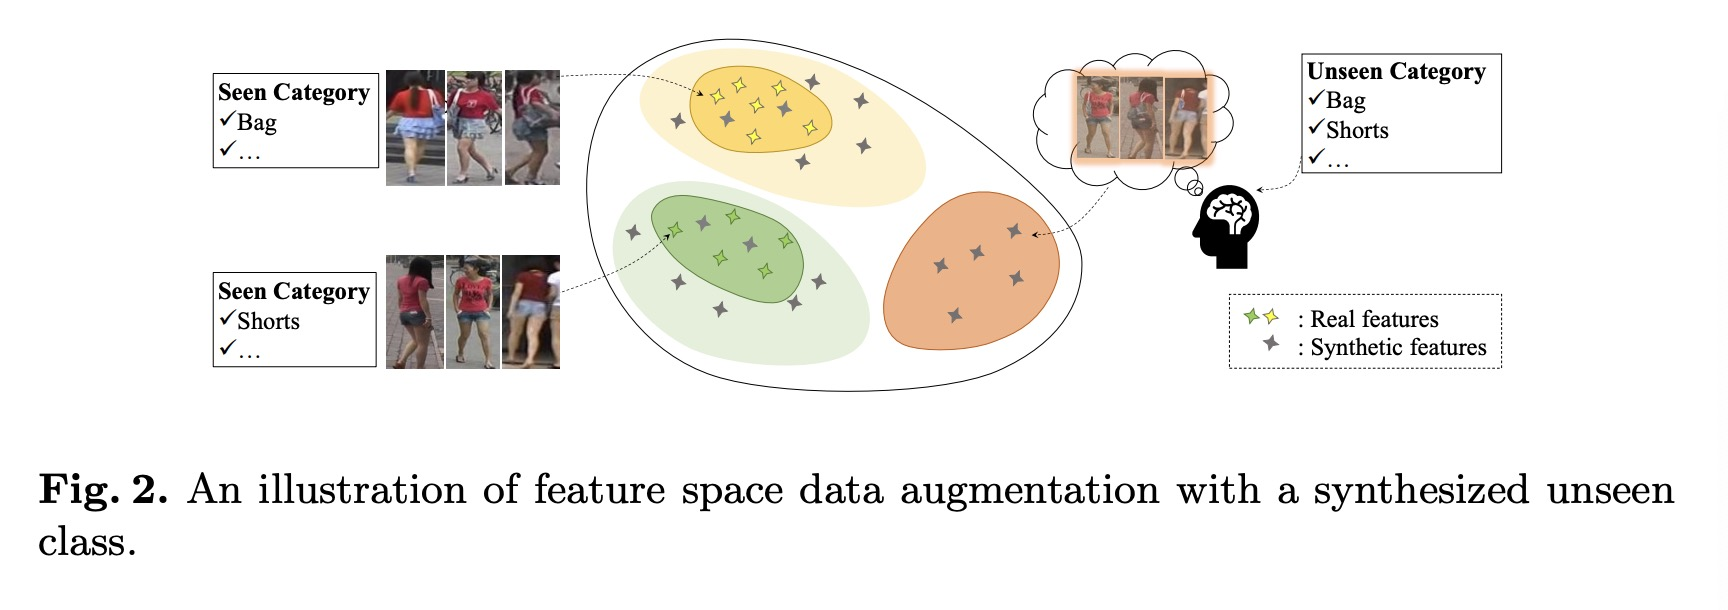 Seen Category
✓Bag
✓...
Seen Category
✓Shorts
✓...
Unseen Category
✓Bag
✓Shorts
✓...
: Real features
: Synthetic features
Fig. 2. An illustration of feature space data augmentation with a synthesized unseen
class.